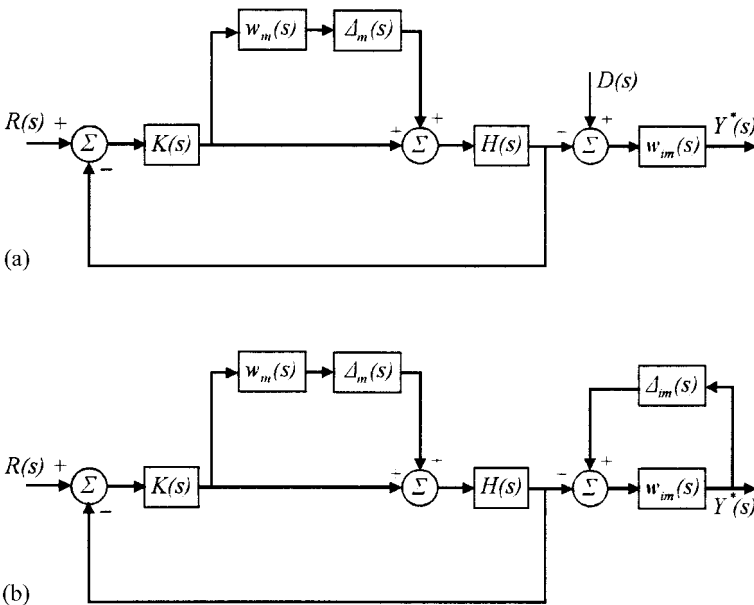 w_m(s) Δ_m(s)
D(s)
R(s) + Σ K(s) + + Σ H(s) − + Σ w_im(s) Y*(s)
−
(a)
w_m(s) Δ_m(s) Δ_im(s)
R(s) + Σ K(s) + + Σ H(s) − + Σ w_im(s) Y*(s)
−
(b)